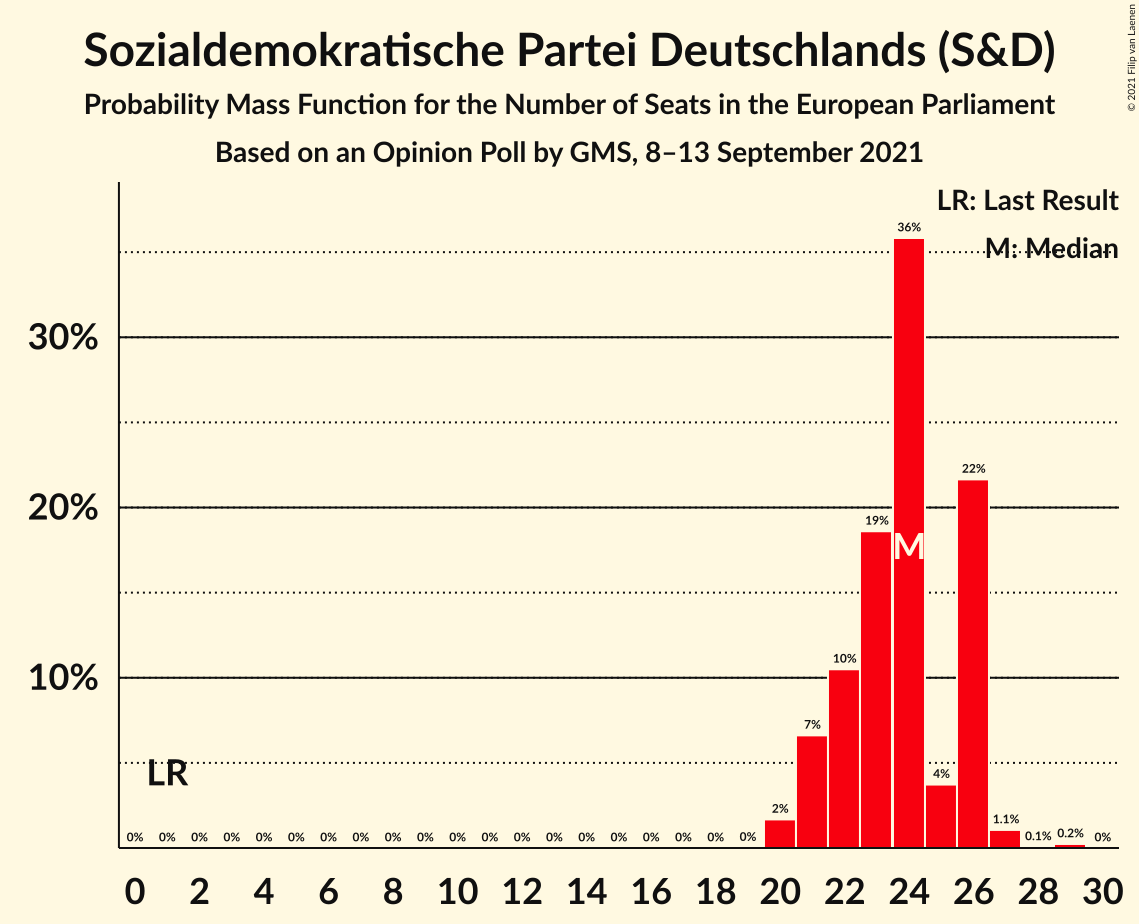 Sozialdemokratische Partei Deutschlands (S&D)
Probability Mass Function for the Number of Seats in the European Parliament
Based on an Opinion Poll by GMS, 8–13 September 2021
© 2021 Filip van Laenen
LR: Last Result
M: Median
36%
30%
22%
20%
19%
M
10%
10%
7%
LR
4%
2%
1.1%
0% 0% 0% 0% 0% 0% 0% 0% 0% 0% 0% 0% 0% 0% 0% 0% 0% 0% 0% 0% 0.1% 0.2% 0%
0 2 4 6 8 10 12 14 16 18 20 22 24 26 28 30